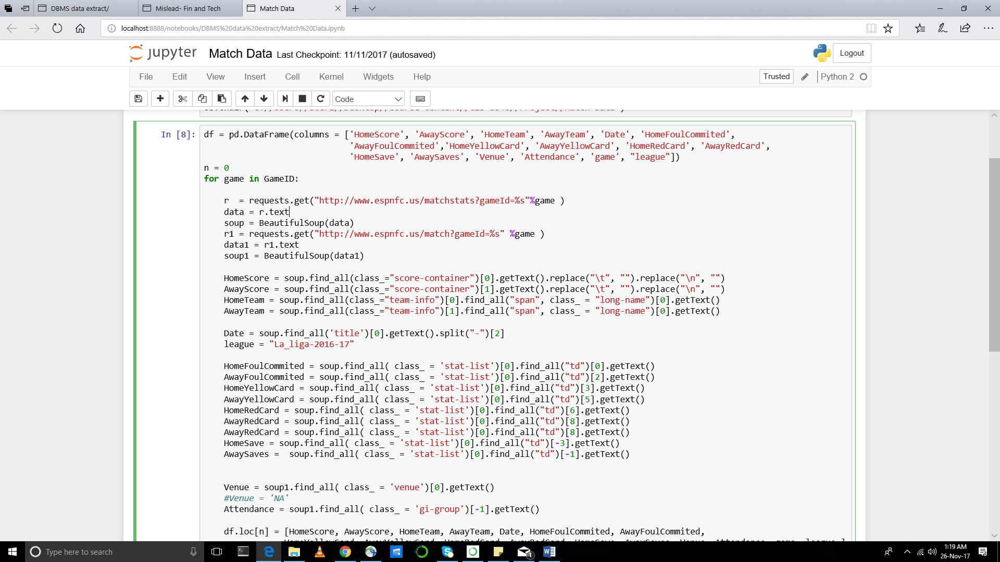 DBMS data extract/
Mislead- Fin and Tech
Match Data
localhost:8888/notebooks/DBMS%20data%20extract/Match%20Data.ipynb
jupyter Match Data Last Checkpoint: 11/11/2017 (autosaved)
Logout
File Edit View Insert Cell Kernel Widgets Help
Trusted
Python 2
Code
In [8]:
df = pd.DataFrame(columns = ['HomeScore', 'AwayScore', 'HomeTeam', 'AwayTeam', 'Date', 'HomeFoulCommited',
'AwayFoulCommited','HomeYellowCard', 'AwayYellowCard', 'HomeRedCard', 'AwayRedCard',
'HomeSave', 'AwaySaves', 'Venue', 'Attendance', 'game', "league"])
n = 0
for game in GameID:
r  = requests.get("http://www.espnfc.us/matchstats?gameId=%s"%game )
data = r.text
soup = BeautifulSoup(data)
r1 = requests.get("http://www.espnfc.us/match?gameId=%s" %game )
data1 = r1.text
soup1 = BeautifulSoup(data1)
HomeScore = soup.find_all(class_="score-container")[0].getText().replace("\t", "").replace("\n", "")
AwayScore = soup.find_all(class_="score-container")[1].getText().replace("\t", "").replace("\n", "")
HomeTeam = soup.find_all(class_="team-info")[0].find_all("span", class_ = "long-name")[0].getText()
AwayTeam = soup.find_all(class_="team-info")[1].find_all("span", class_ = "long-name")[0].getText()
Date = soup.find_all('title')[0].getText().split("-")[2]
league = "La_liga-2016-17"
HomeFoulCommited = soup.find_all( class_ = 'stat-list')[0].find_all("td")[0].getText()
AwayFoulCommited = soup.find_all( class_ = 'stat-list')[0].find_all("td")[2].getText()
HomeYellowCard = soup.find_all( class_ = 'stat-list')[0].find_all("td")[3].getText()
AwayYellowCard = soup.find_all( class_ = 'stat-list')[0].find_all("td")[5].getText()
HomeRedCard = soup.find_all( class_ = 'stat-list')[0].find_all("td")[6].getText()
AwayRedCard = soup.find_all( class_ = 'stat-list')[0].find_all("td")[8].getText()
AwayRedCard = soup.find_all( class_ = 'stat-list')[0].find_all("td")[8].getText()
HomeSave = soup.find_all( class_ = 'stat-list')[0].find_all("td")[-3].getText()
AwaySaves =  soup.find_all( class_ = 'stat-list')[0].find_all("td")[-1].getText()
Venue = soup1.find_all( class_ = 'venue')[0].getText()
#Venue = 'NA'
Attendance = soup1.find_all( class_ = 'gi-group')[-1].getText()
df.loc[n] = [HomeScore, AwayScore, HomeTeam, AwayTeam, Date, HomeFoulCommited, AwayFoulCommited,
Type here to search
1
1:19 AM
26-Nov-17